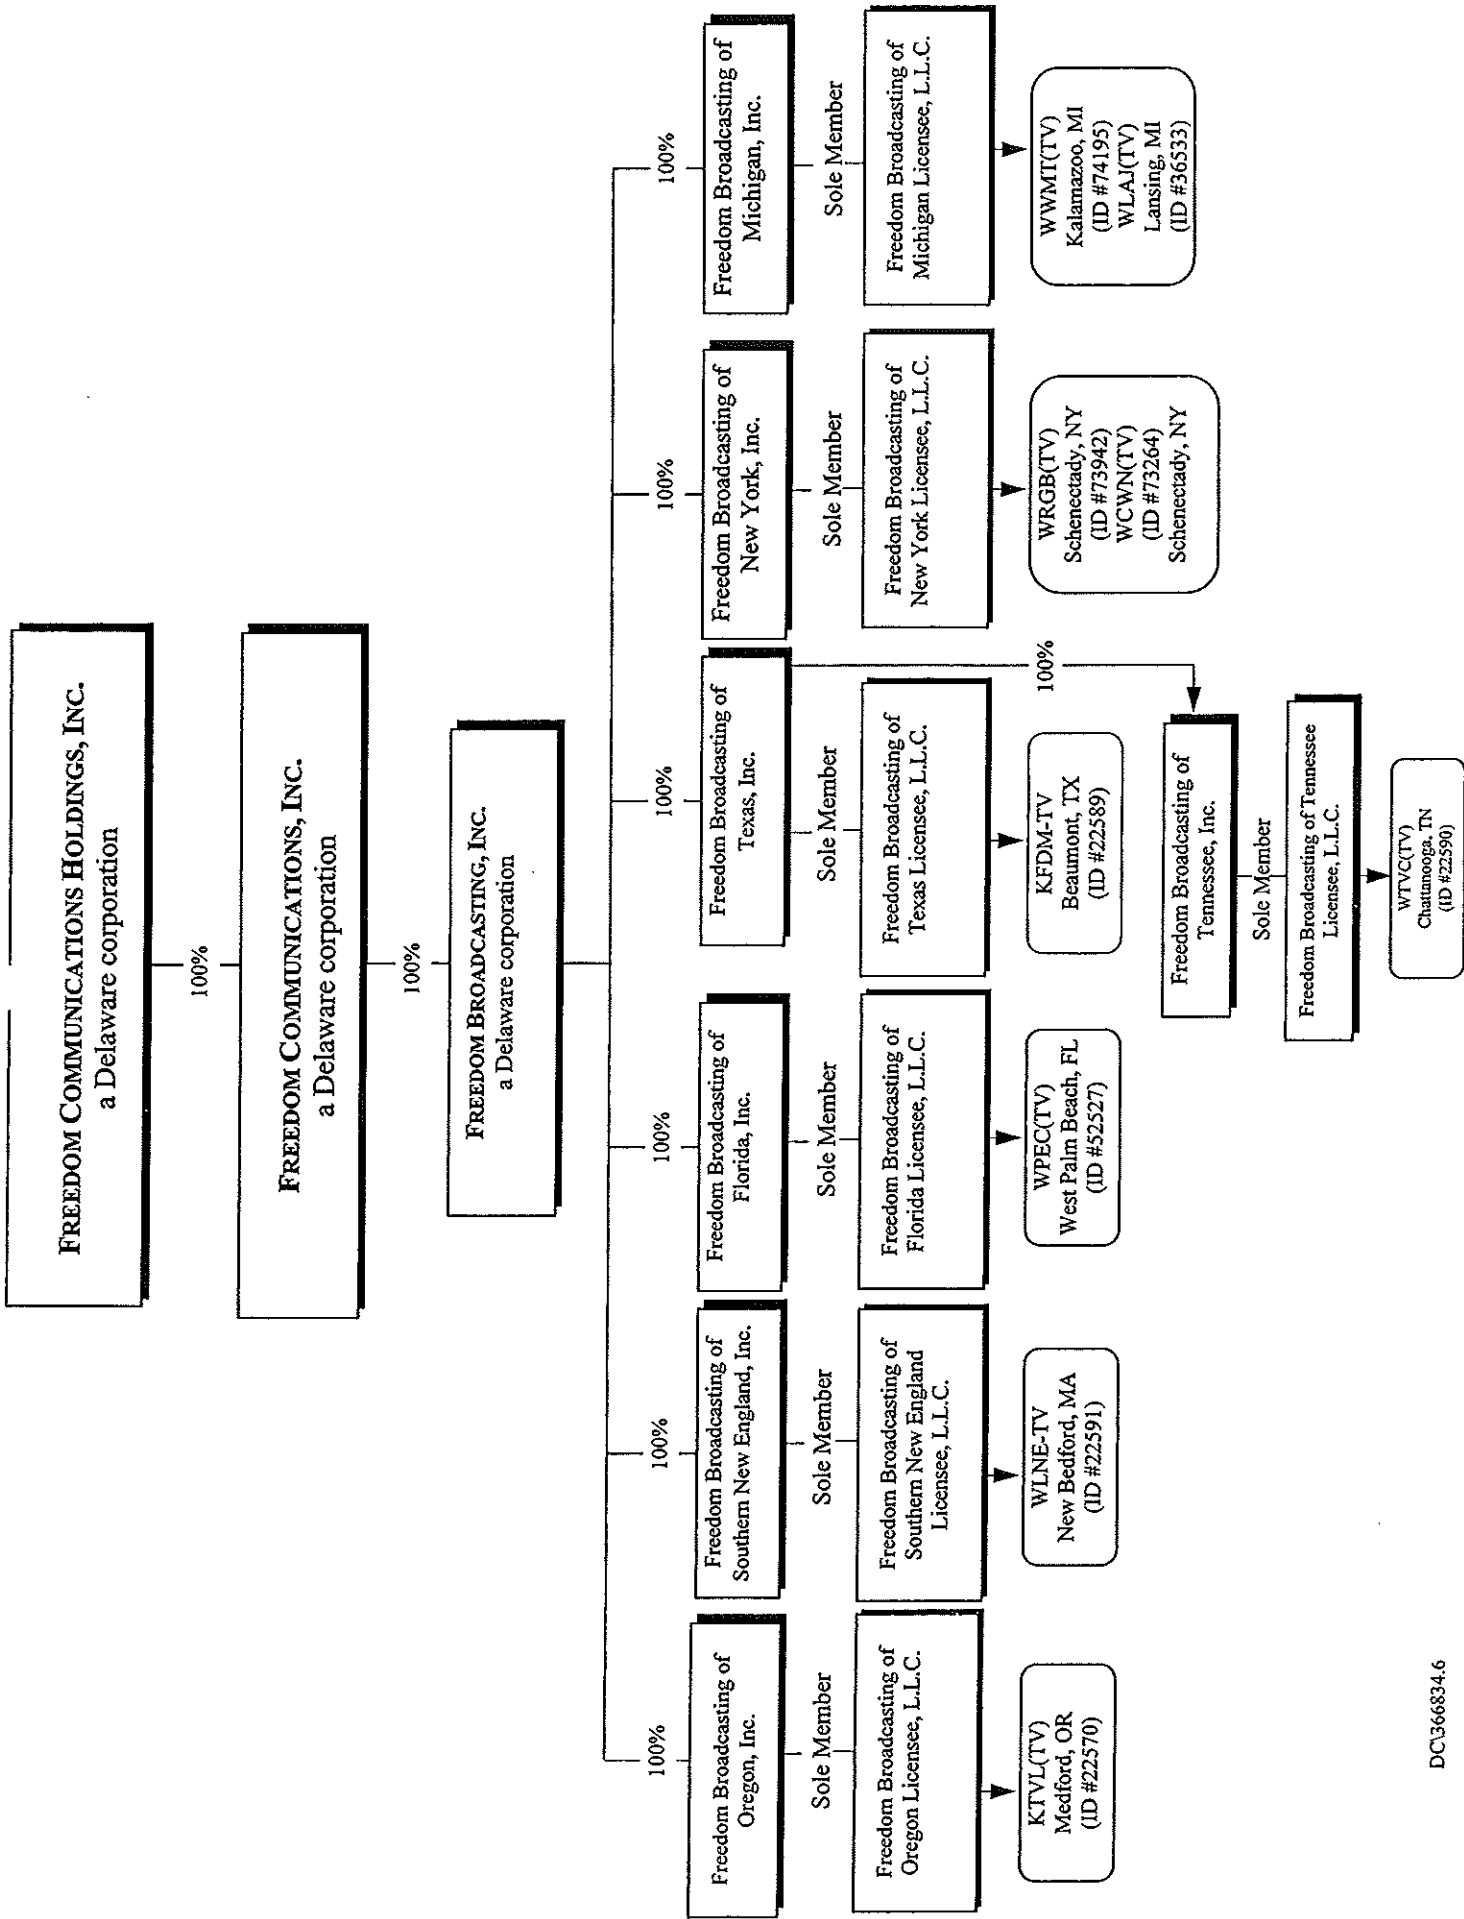 FREEDOM COMMUNICATIONS HOLDINGS, INC.
a Delaware corporation
100%
FREEDOM COMMUNICATIONS, INC.
a Delaware corporation
100%
FREEDOM BROADCASTING, INC.
a Delaware corporation
100%
Freedom Broadcasting of
Oregon, Inc.
Sole Member
Freedom Broadcasting of
Oregon Licensee, L.L.C.
KTVL(TV)
Medford, OR
(ID #22570)
100%
Freedom Broadcasting of
Southern New England, Inc.
Sole Member
Freedom Broadcasting of
Southern New England
Licensee, L.L.C.
WLNE-TV
New Bedford, MA
(ID #22591)
100%
Freedom Broadcasting of
Florida, Inc.
Sole Member
Freedom Broadcasting of
Florida Licensee, L.L.C.
WPEC(TV)
West Palm Beach, FL
(ID #52527)
100%
Freedom Broadcasting of
Texas, Inc.
Sole Member
Freedom Broadcasting of
Texas Licensee, L.L.C.
KFDM-TV
Beaumont, TX
(ID #22589)
100%
Freedom Broadcasting of
Tennessee, Inc.
Sole Member
Freedom Broadcasting of Tennessee
Licensee, L.L.C.
WTVC(TV)
Chattanooga, TN
(ID #22590)
100%
Freedom Broadcasting of
New York, Inc.
Sole Member
Freedom Broadcasting of
New York Licensee, L.L.C.
WRGB(TV)
Schenectady, NY
(ID #73942)
WCWN(TV)
(ID #73264)
Schenectady, NY
100%
Freedom Broadcasting of
Michigan, Inc.
Sole Member
Freedom Broadcasting of
Michigan Licensee, L.L.C.
WWMT(TV)
Kalamazoo, MI
(ID #74195)
WLAJ(TV)
Lansing, MI
(ID #36533)
DC\366834.6